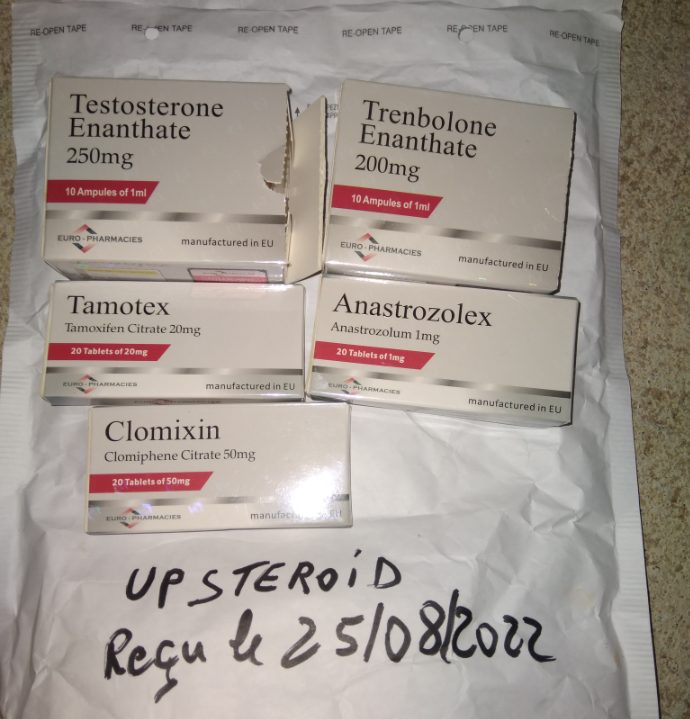 RE-OPEN TAPE RE-OPEN TAPE RE-OPEN TAPE RE-OPEN TAPE RE-OPEN TAPE RE-OPEN TAPE
Testosterone
Enanthate
250mg
10 Ampules of 1ml
EURO-PHARMACIES
manufactured in EU
Trenbolone
Enanthate
200mg
10 Ampules of 1ml
EURO-PHARMACIES
manufactured in EU
Tamotex
Tamoxifen Citrate 20mg
20 Tablets of 20mg
EURO-PHARMACIES
manufactured in EU
Anastrozolex
Anastrozolum 1mg
20 Tablets of 1mg
EURO-PHARMACIES
manufactured in EU
Clomixin
Clomiphene Citrate 50mg
20 Tablets of 50mg
EURO-PHARMACIES
manufactured in EU
UPSTEROiD
Reçu le 25/08/2022